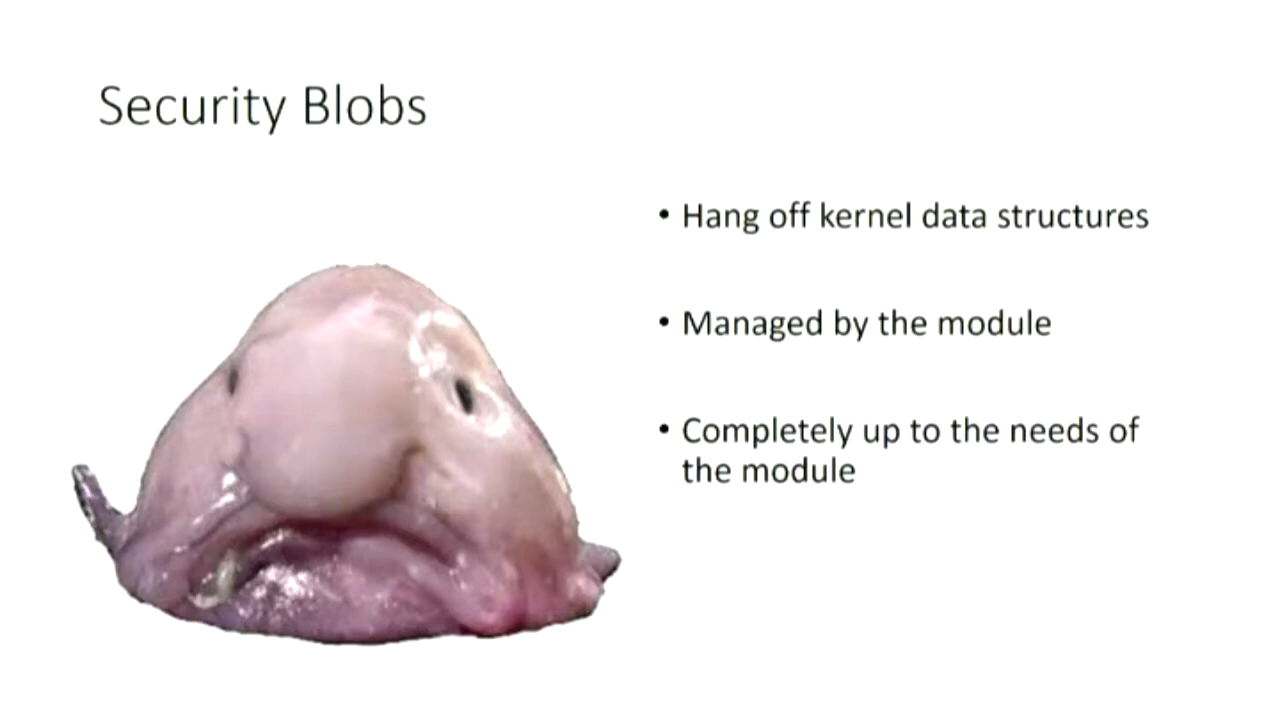 Security Blobs
• Hang off kernel data structures
• Managed by the module
• Completely up to the needs of
the module